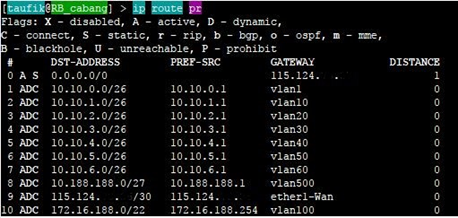 [taufik@RB_cabang] > ip route pr
Flags: X - disabled, A - active, D - dynamic,
C - connect, S - static, r - rip, b - bgp, o - ospf, m - mme,
B - blackhole, U - unreachable, P - prohibit
# DST-ADDRESS PREF-SRC GATEWAY DISTANCE
0 A S 0.0.0.0/0 115.124. . 1
1 ADC 10.10.0.0/26 10.10.0.1 vlan1 0
2 ADC 10.10.1.0/26 10.10.1.1 vlan10 0
3 ADC 10.10.2.0/26 10.10.2.1 vlan20 0
4 ADC 10.10.3.0/26 10.10.3.1 vlan30 0
5 ADC 10.10.4.0/26 10.10.4.1 vlan40 0
6 ADC 10.10.5.0/26 10.10.5.1 vlan50 0
7 ADC 10.10.6.0/26 10.10.6.1 vlan60 0
8 ADC 10.188.188.0/27 10.188.188.1 vlan500 0
9 ADC 115.124. . /30 115.124. . ether1-Wan 0
10 ADC 172.16.188.0/22 172.16.188.254 vlan100 0